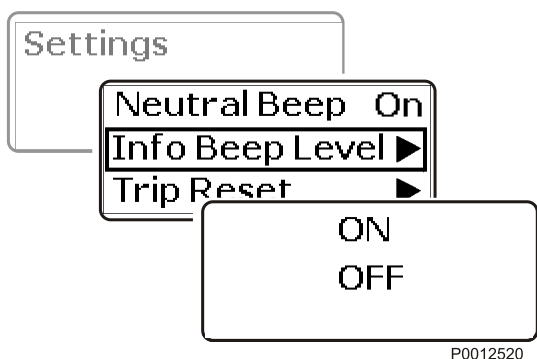 Settings
Neutral Beep On
Info Beep Level ▶
Trip Reset ▶
ON
OFF
P0012520